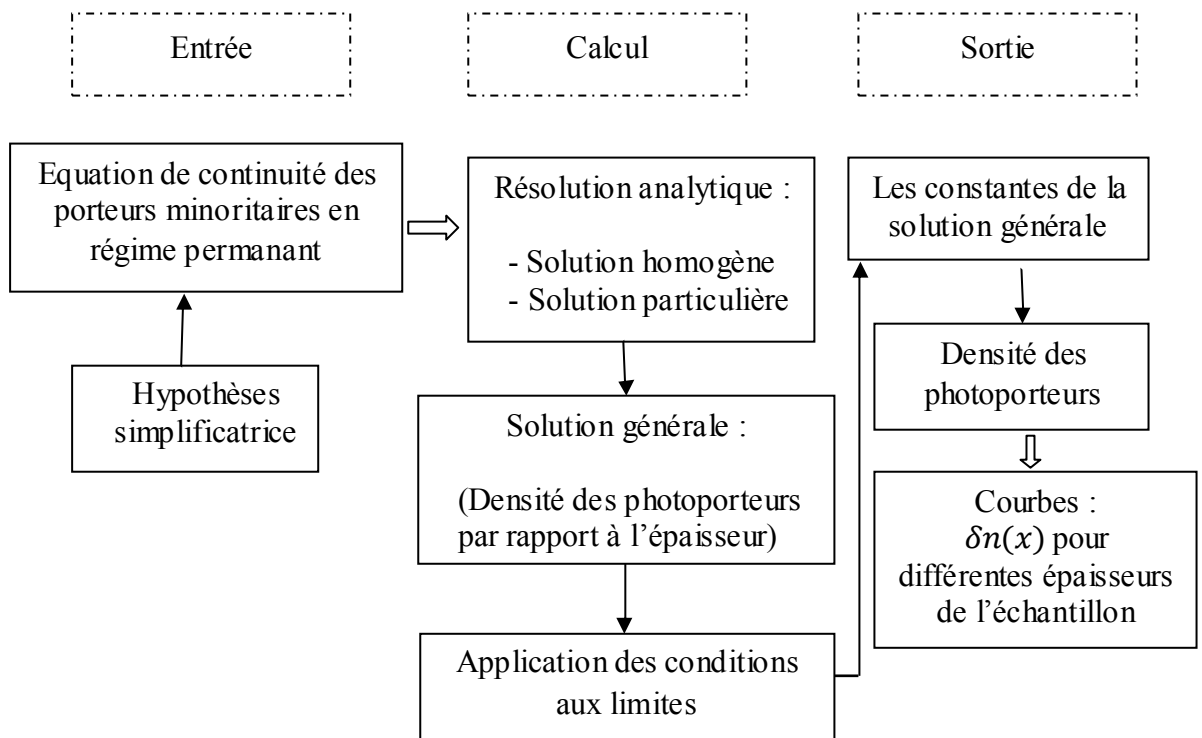 Entrée
Calcul
Sortie
Equation de continuité des
porteurs minoritaires en
régime permanant
Hypothèses
simplificatrice
Résolution analytique :
- Solution homogène
- Solution particulière
Solution générale :
(Densité des photoporteurs
par rapport à l’épaisseur)
Application des conditions
aux limites
Les constantes de la
solution générale
Densité des
photoporteurs
Courbes :
δn(x) pour
différentes épaisseurs
de l’échantillon